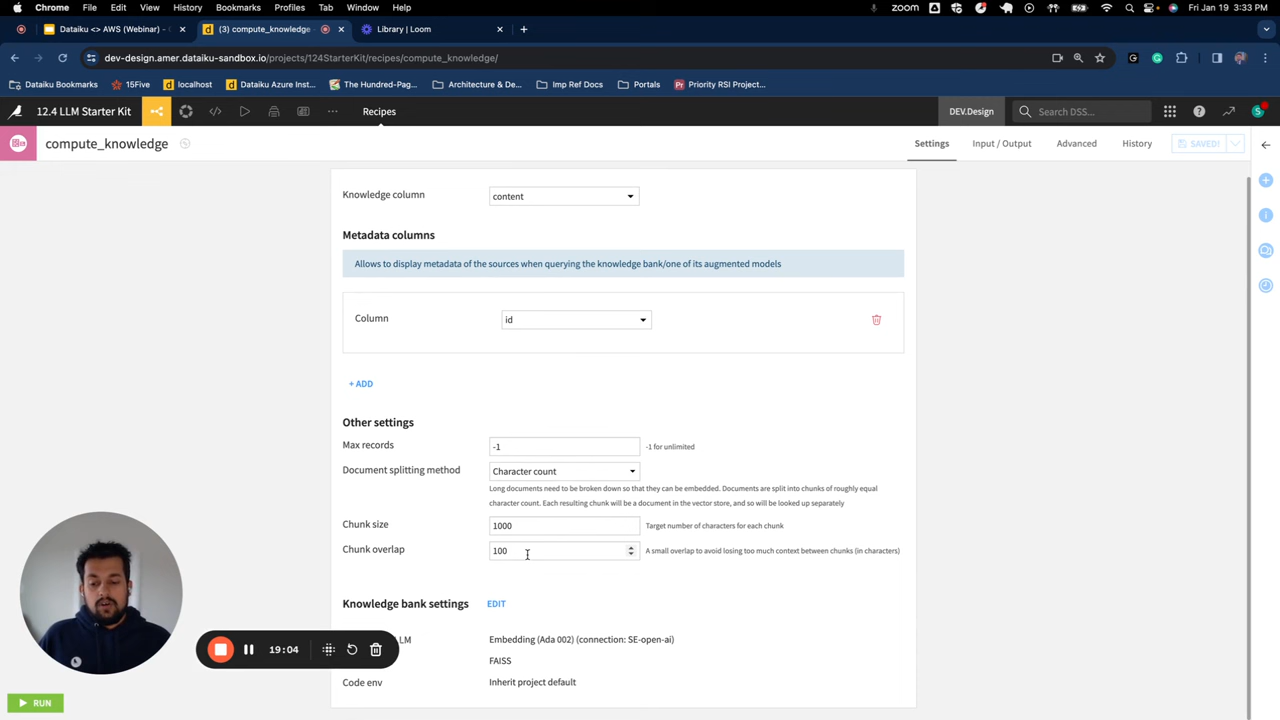 Chrome File Edit View History Bookmarks Profiles Tab Window Help zoom Fri Jan 19 3:33 PM
Dataiku <> AWS (Webinar) - (3) compute_knowledge Library | Loom
dev-design.amer.dataiku-sandbox.io/projects/124StarterKit/recipes/compute_knowledge/
Dataiku Bookmarks 15Five localhost Dataiku Azure Inst... The Hundred-Pag... Architecture & De... Imp Ref Docs Portals Priority RSI Project...
12.4 LLM Starter Kit Recipes DEV.Design Search DSS...
compute_knowledge Settings Input / Output Advanced History SAVED!
Knowledge column content
Metadata columns
Allows to display metadata of the sources when querying the knowledge bank/one of its augmented models
Column id
+ ADD
Other settings
Max records -1 -1 for unlimited
Document splitting method Character count
Long documents need to be broken down so that they can be embedded. Documents are split into chunks of roughly equal
character count. Each resulting chunk will be a document in the vector store, and so will be looked up separately
Chunk size 1000 Target number of characters for each chunk
Chunk overlap 100 A small overlap to avoid losing too much context between chunks (in characters)
Knowledge bank settings EDIT
LLM Embedding (Ada 002) (connection: SE-open-ai)
19:04
FAISS
Code env Inherit project default
RUN